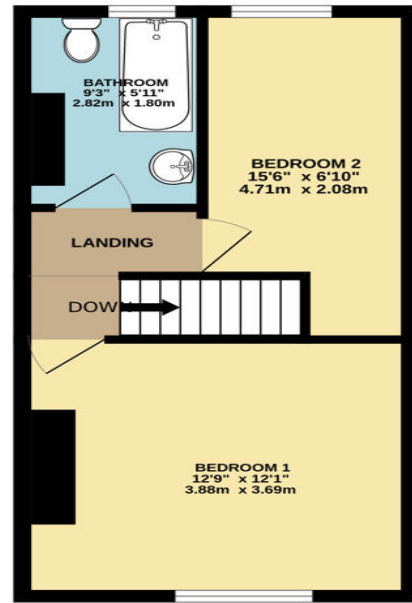 BATHROOM
9'3" x 5'11"
2.82m x 1.80m
BEDROOM 2
15'6" x 6'10"
4.71m x 2.08m
LANDING
DOWN
BEDROOM 1
12'9" x 12'1"
3.88m x 3.69m